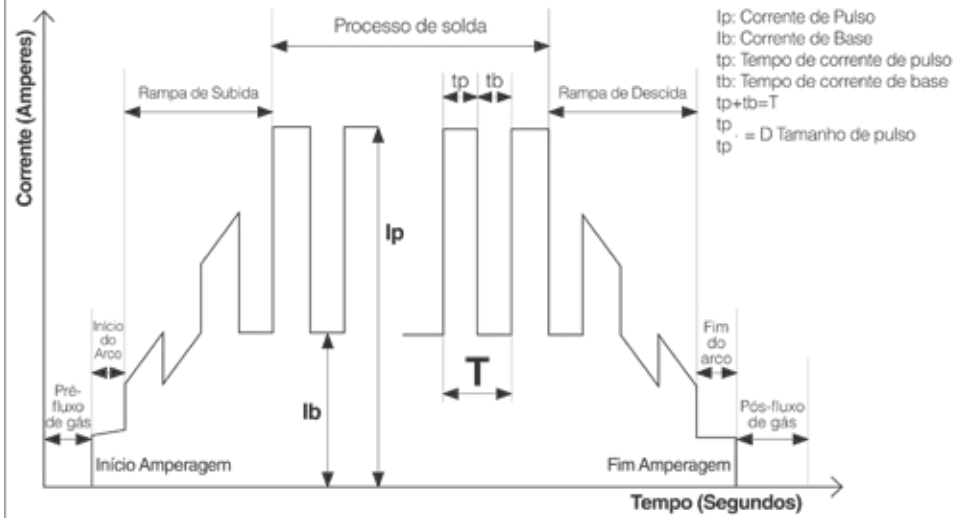 Corrente (Amperes)
Processo de solda
Rampa de Subida
tp
tb
Rampa de Descida
Ip: Corrente de Pulso
Ib: Corrente de Base
tp: Tempo de corrente de pulso
tb: Tempo de corrente de base
tp+tb=T
tp
= D Tamanho de pulso
tp
Ip
Início
do
Arco
Fim
do
arco
T
Pré-
fluxo
de gás
Ib
Pós-fluxo
de gás
Início Amperagem
Fim Amperagem
Tempo (Segundos)